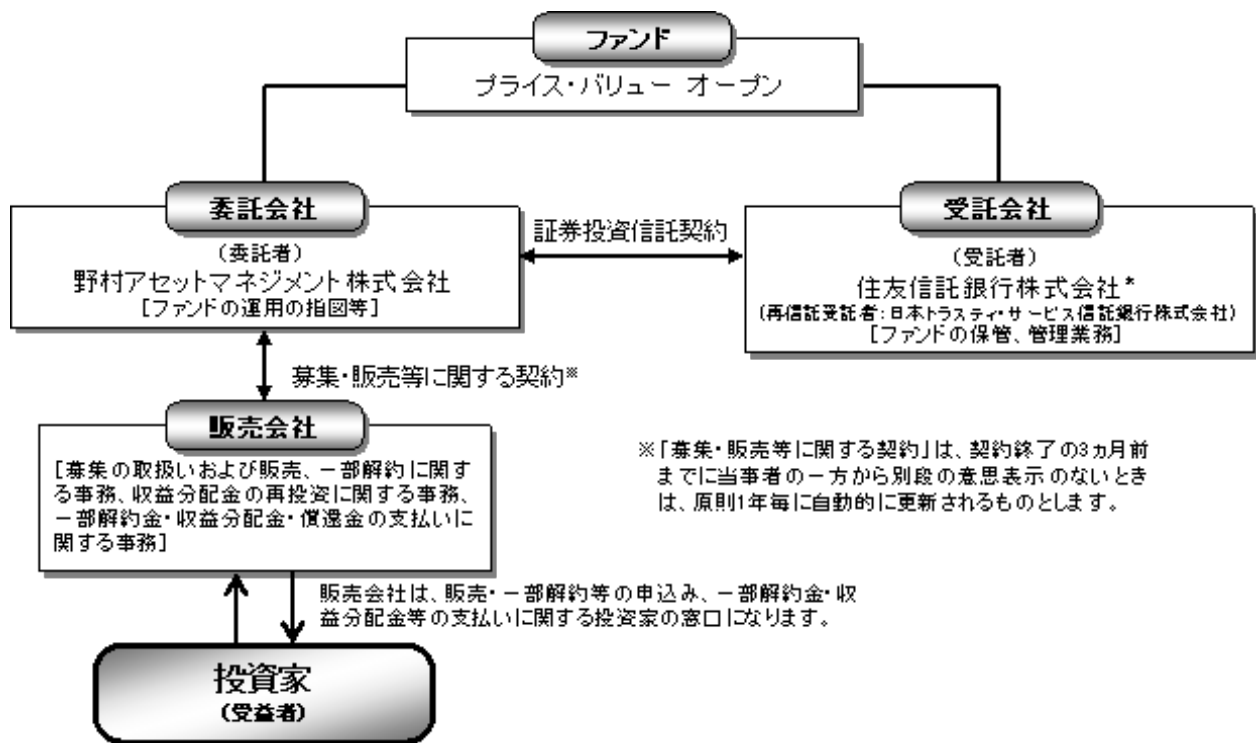 ファンド
プライス・バリュー オープン
委託会社
(委託者)
野村アセットマネジメント株式会社
[ファンドの運用の指図等]
証券投資信託契約
受託会社
(受託者)
住友信託銀行株式会社*
(再信託受託者:日本トラスティ・サービス信託銀行株式会社)
[ファンドの保管、管理業務]
募集・販売等に関する契約※
販売会社
[募集の取扱いおよび販売、一部解約に関す
る事務、収益分配金の再投資に関する事務、
一部解約金・収益分配金・償還金の支払いに
関する事務]
※「募集・販売等に関する契約」は、契約終了の3ヵ月前
までに当事者の一方から別段の意思表示のないとき
は、原則1年毎に自動的に更新されるものとします。
販売会社は、販売・一部解約等の申込み、一部解約金・収
益分配金等の支払いに関する投資家の窓口になります。
投資家
(受益者)